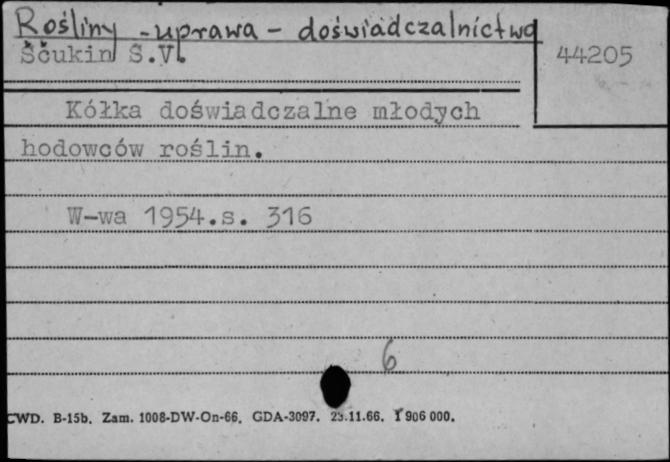 Rośliny - uprawa - doświadczalnictwo
Ščukin S.V.
44205
Kółka doświadczalne młodych
hodowców roślin.
W-wa 1954.s. 316
6
CWD. B-15b. Zam. 1008-DW-On-66. GDA-3097. 23.11.66. 1 906 000.